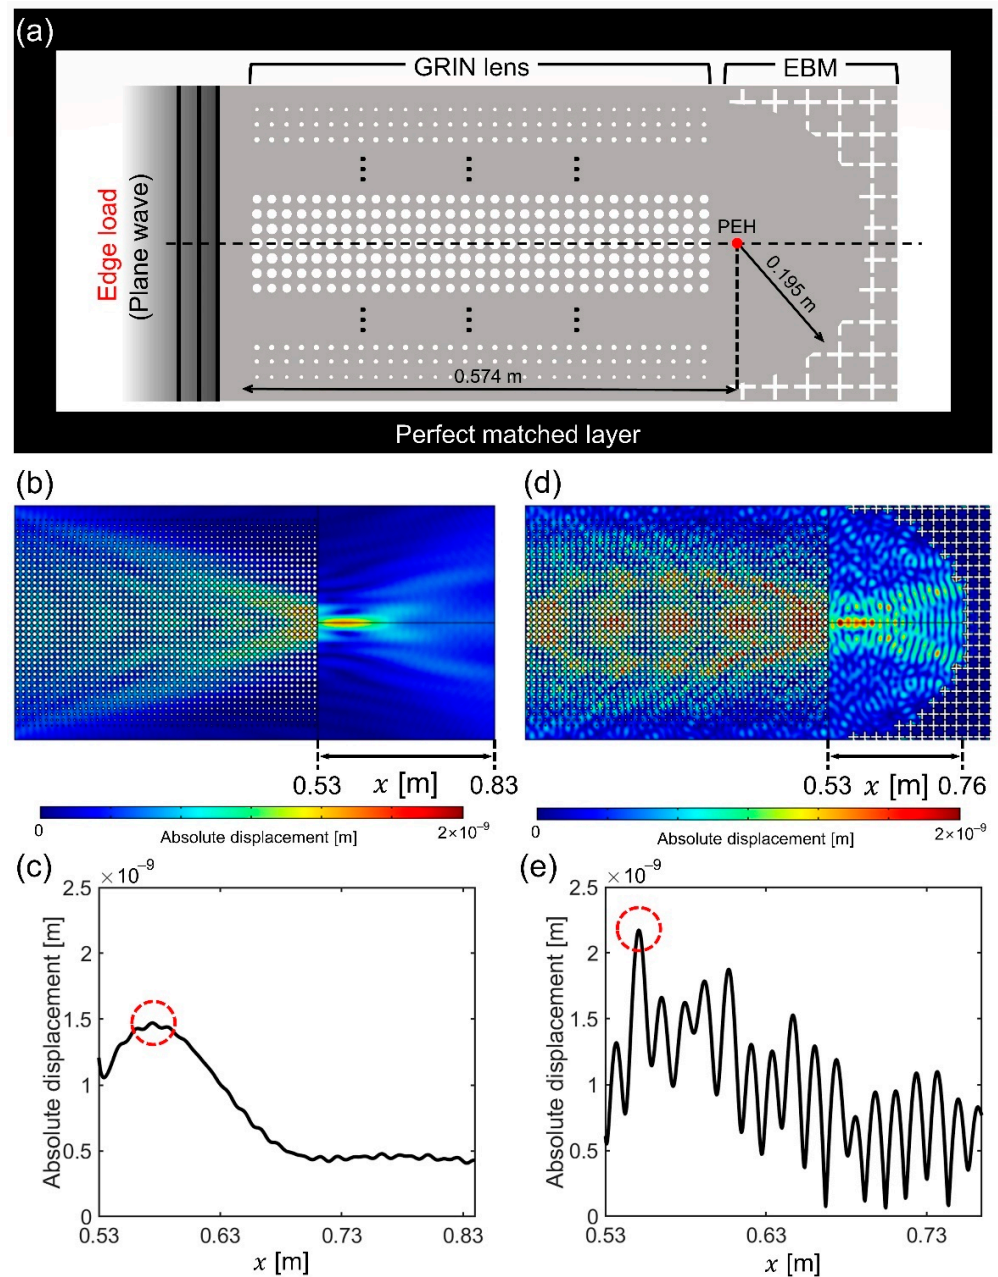 (a)
GRIN lens
EBM
Edge load
(Plane wave)
PEH
0.195 m
0.574 m
Perfect matched layer
(b)
0.53
x [m]
0.83
0
Absolute displacement [m]
2×10⁻⁹
(d)
0.53
x [m]
0.76
0
Absolute displacement [m]
2×10⁻⁹
(c)
×10⁻⁹
2.5
2
1.5
1
0.5
0
Absolute displacement [m]
0.53
0.63
0.73
0.83
x [m]
(e)
×10⁻⁹
2.5
2
1.5
1
0.5
0
Absolute displacement [m]
0.53
0.63
0.73
x [m]